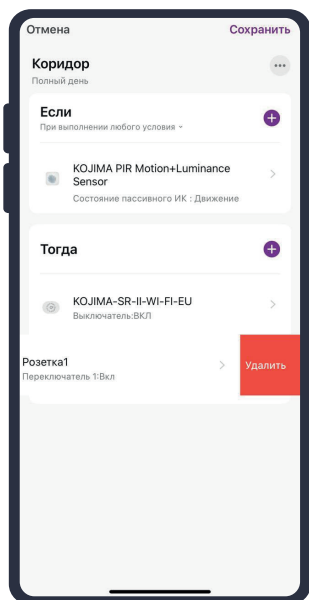 Отмена Сохранить
Коридор
Полный день
Если
При выполнении любого условия
KOJIMA PIR Motion+Luminance
Sensor
Состояние пассивного ИК : Движение
Тогда
KOJIMA-SR-II-WI-FI-EU
Выключатель:ВКЛ
Розетка1
Переключатель 1:Вкл
Удалить